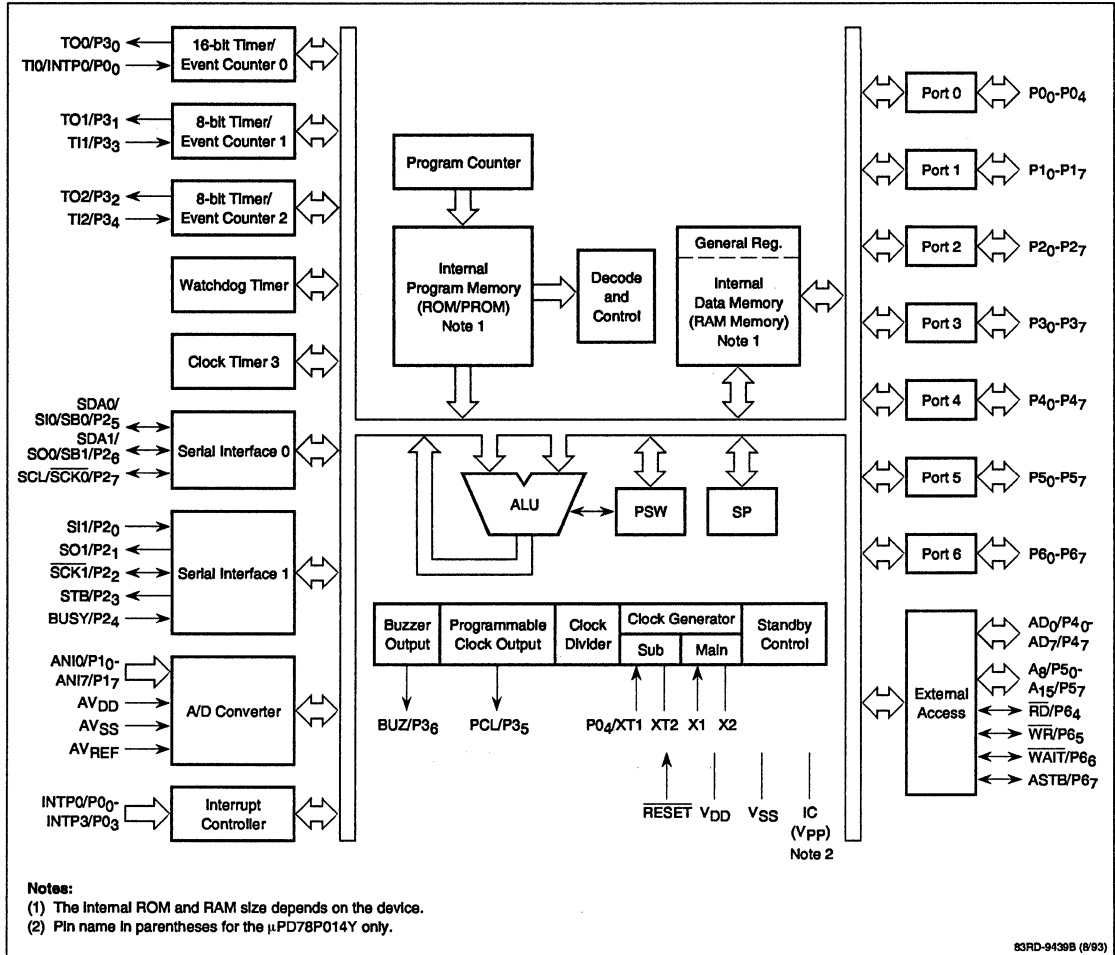 TO0/P30
TI0/INTP0/P00
16-bit Timer/
Event Counter 0
TO1/P31
TI1/P33
8-bit Timer/
Event Counter 1
TO2/P32
TI2/P34
8-bit Timer/
Event Counter 2
Watchdog Timer
Clock Timer 3
SDA0/
SI0/SB0/P25
SDA1/
SO0/SB1/P26
SCL/SCK0/P27
Serial Interface 0
SI1/P20
SO1/P21
SCK1/P22
STB/P23
BUSY/P24
Serial Interface 1
ANI0/P10-
ANI7/P17
AVDD
AVSS
AVREF
A/D Converter
INTP0/P00-
INTP3/P03
Interrupt
Controller
Program Counter
Internal
Program Memory
(ROM/PROM)
Note 1
Decode
and
Control
General Reg.
Internal
Data Memory
(RAM Memory)
Note 1
ALU
PSW
SP
Buzzer
Output
Programmable
Clock Output
Clock
Divider
Clock Generator
Sub
Main
Standby
Control
BUZ/P36
PCL/P35
P04/XT1
XT2
X1
X2
RESET
VDD
VSS
IC
(VPP)
Note 2
Port 0
P00-P04
Port 1
P10-P17
Port 2
P20-P27
Port 3
P30-P37
Port 4
P40-P47
Port 5
P50-P57
Port 6
P60-P67
External
Access
AD0/P40-
AD7/P47
A8/P50-
A15/P57
RD/P64
WR/P65
WAIT/P66
ASTB/P67
Notes:
(1) The Internal ROM and RAM size depends on the device.
(2) Pin name in parentheses for the µPD78P014Y only.
83RD-9439B (8/93)